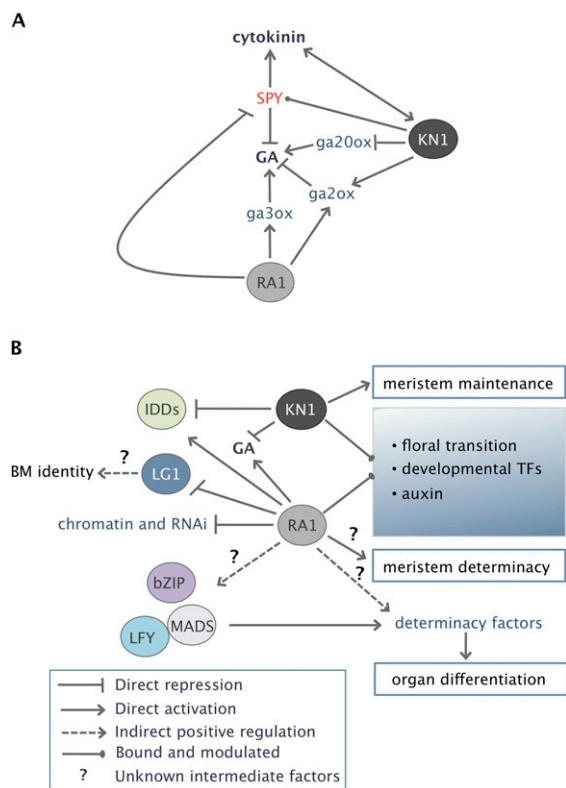 A
cytokinin
SPY
ga20ox
KN1
GA
ga2ox
ga3ox
RA1
B
IDDs
KN1
meristem maintenance
GA
• floral transition
• developmental TFs
• auxin
?
BM identity
LG1
chromatin and RNAi
RA1
?
?
?
meristem determinacy
bZIP
MADS
LFY
determinacy factors
organ differentiation
Direct repression
Direct activation
Indirect positive regulation
Bound and modulated
? Unknown intermediate factors